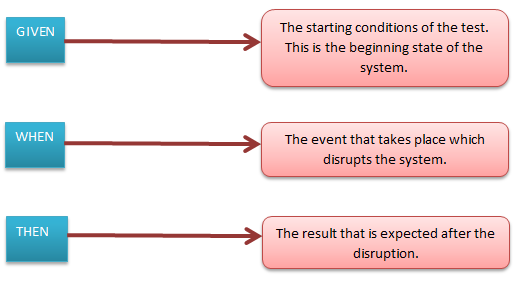 GIVEN
The starting conditions of the test.
This is the beginning state of the
system.
WHEN
The event that takes place which
disrupts the system.
THEN
The result that is expected after the
disruption.